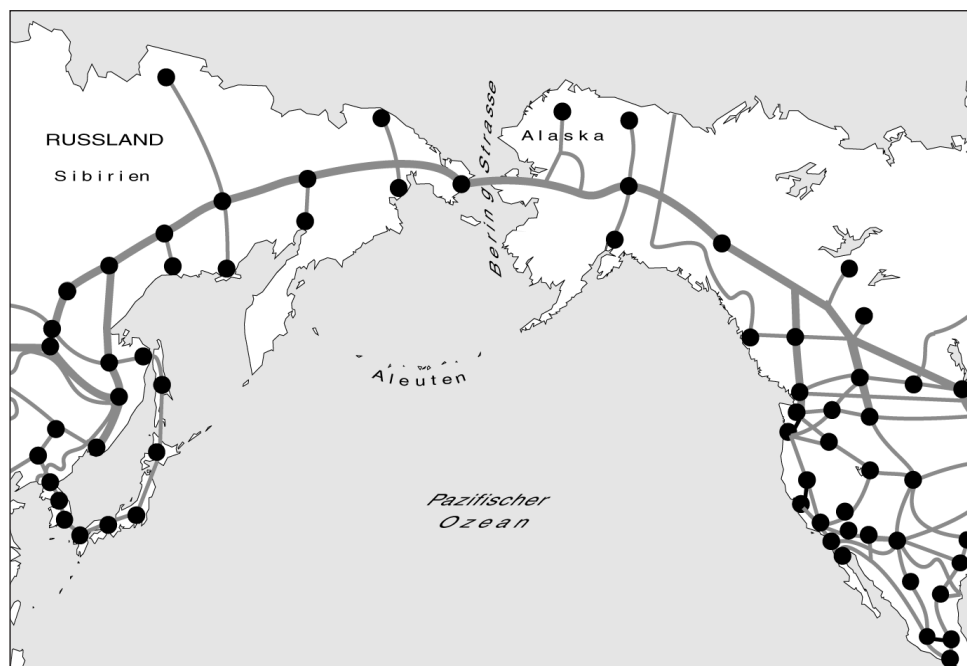 RUSSLAND
Sibirien
Bering Strasse
Alaska
Aleuten
Pazifischer
Ozean